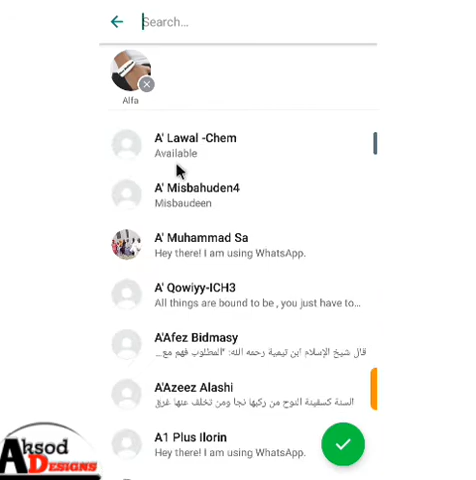 Search...
Alfa
A' Lawal -Chem
Available
A' Misbahuden4
Misbaudeen
A' Muhammad Sa
Hey there! I am using WhatsApp.
A' Qowiyy-ICH3
All things are bound to be , you just have to...
A'Afez Bidmasy
قال شيخ الإسلام ابن تيمية رحمه الله: "المطلوب فهم مع...
A'Azeez Alashi
السنة كسفينة النوح من ركبها نجا ومن تخلف عنها غرق
A1 Plus Ilorin
Hey there! I am using WhatsApp.
Aksod
DESIGNS